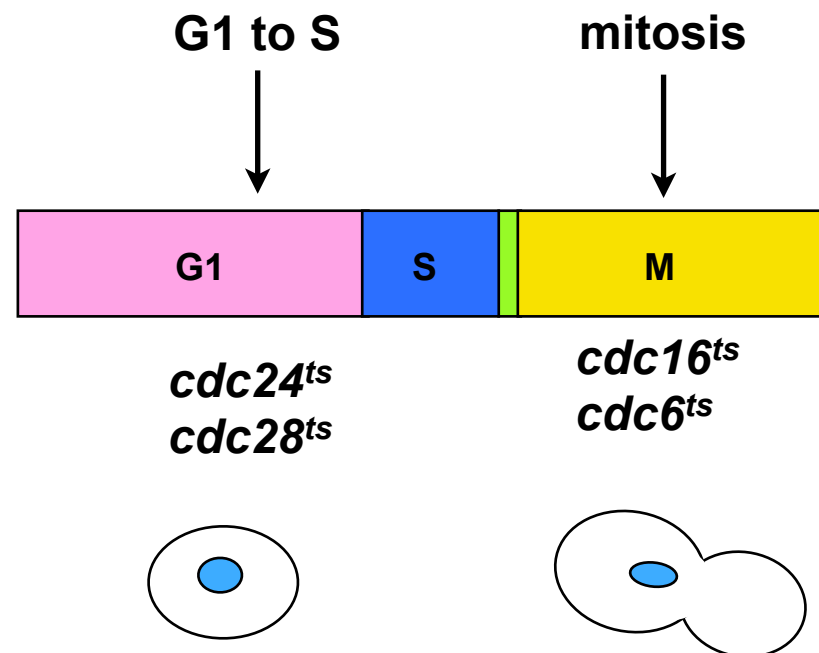 G1 to S
mitosis
G1
S
M
cdc24ts
cdc28ts
cdc16ts
cdc6ts